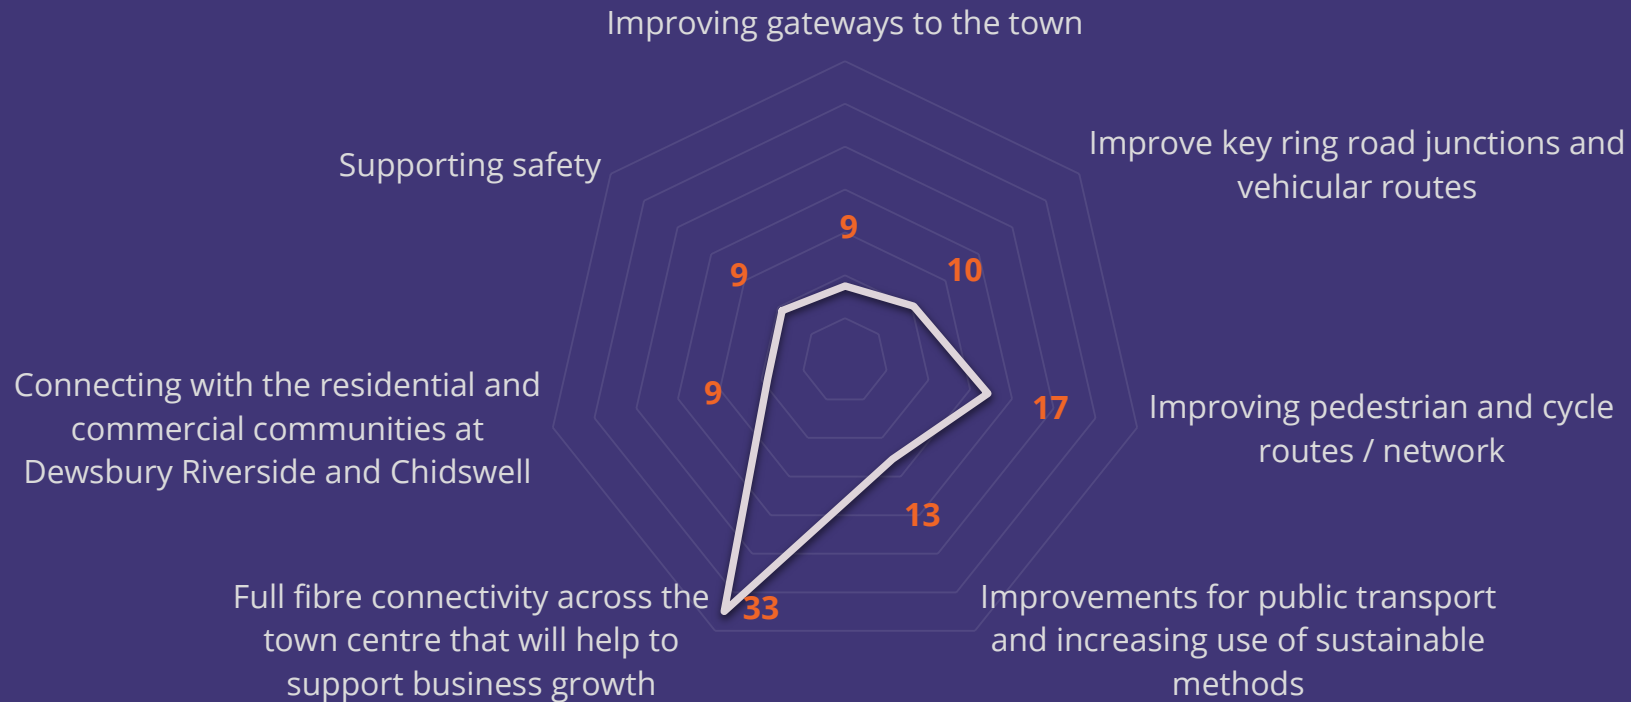 Improving gateways to the town
Improve key ring road junctions and
vehicular routes
Supporting safety
9
10
9
Connecting with the residential and
commercial communities at
Dewsbury Riverside and Chidswell
9
17
Improving pedestrian and cycle
routes / network
13
Full fibre connectivity across the
town centre that will help to
support business growth
33
Improvements for public transport
and increasing use of sustainable
methods